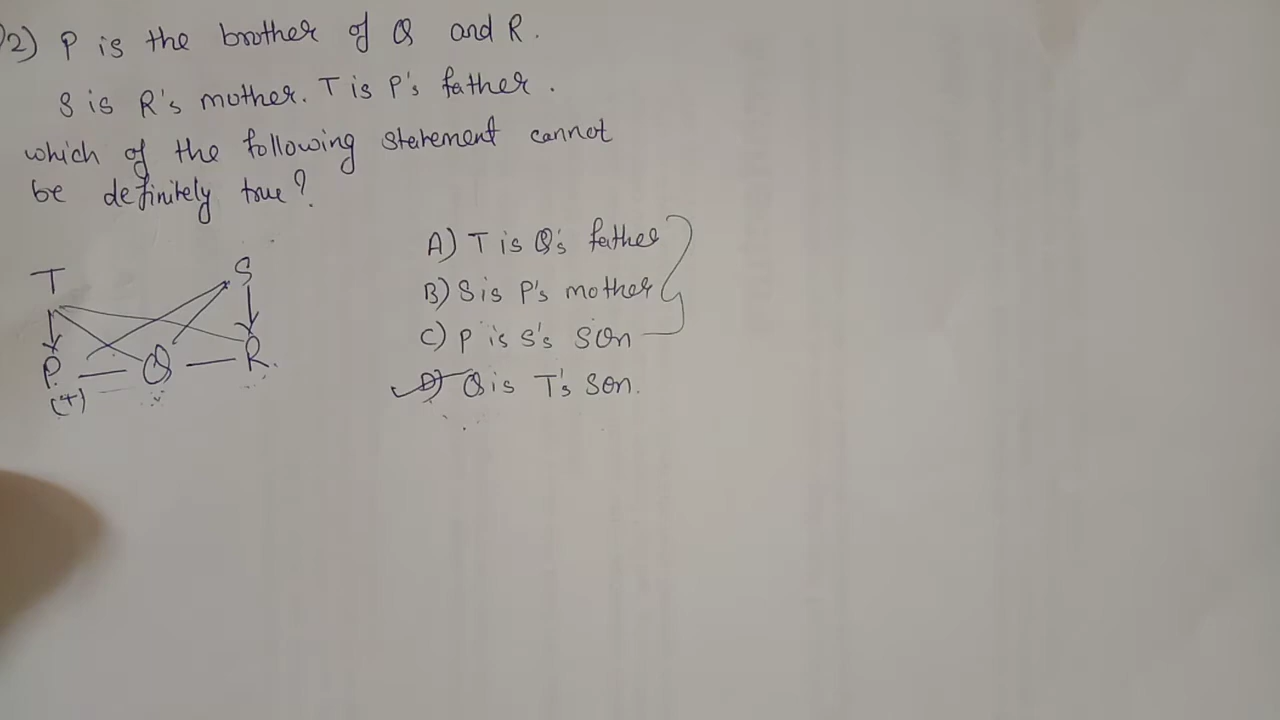 2) P is the brother of Q and R.
S is R's mother. T is P's father.
which of the following statement cannot
be definitely true?
A) T is Q's father
B) S is P's mother
C) P is S's son
D) Q is T's son.
T S
P Q R.
(+)